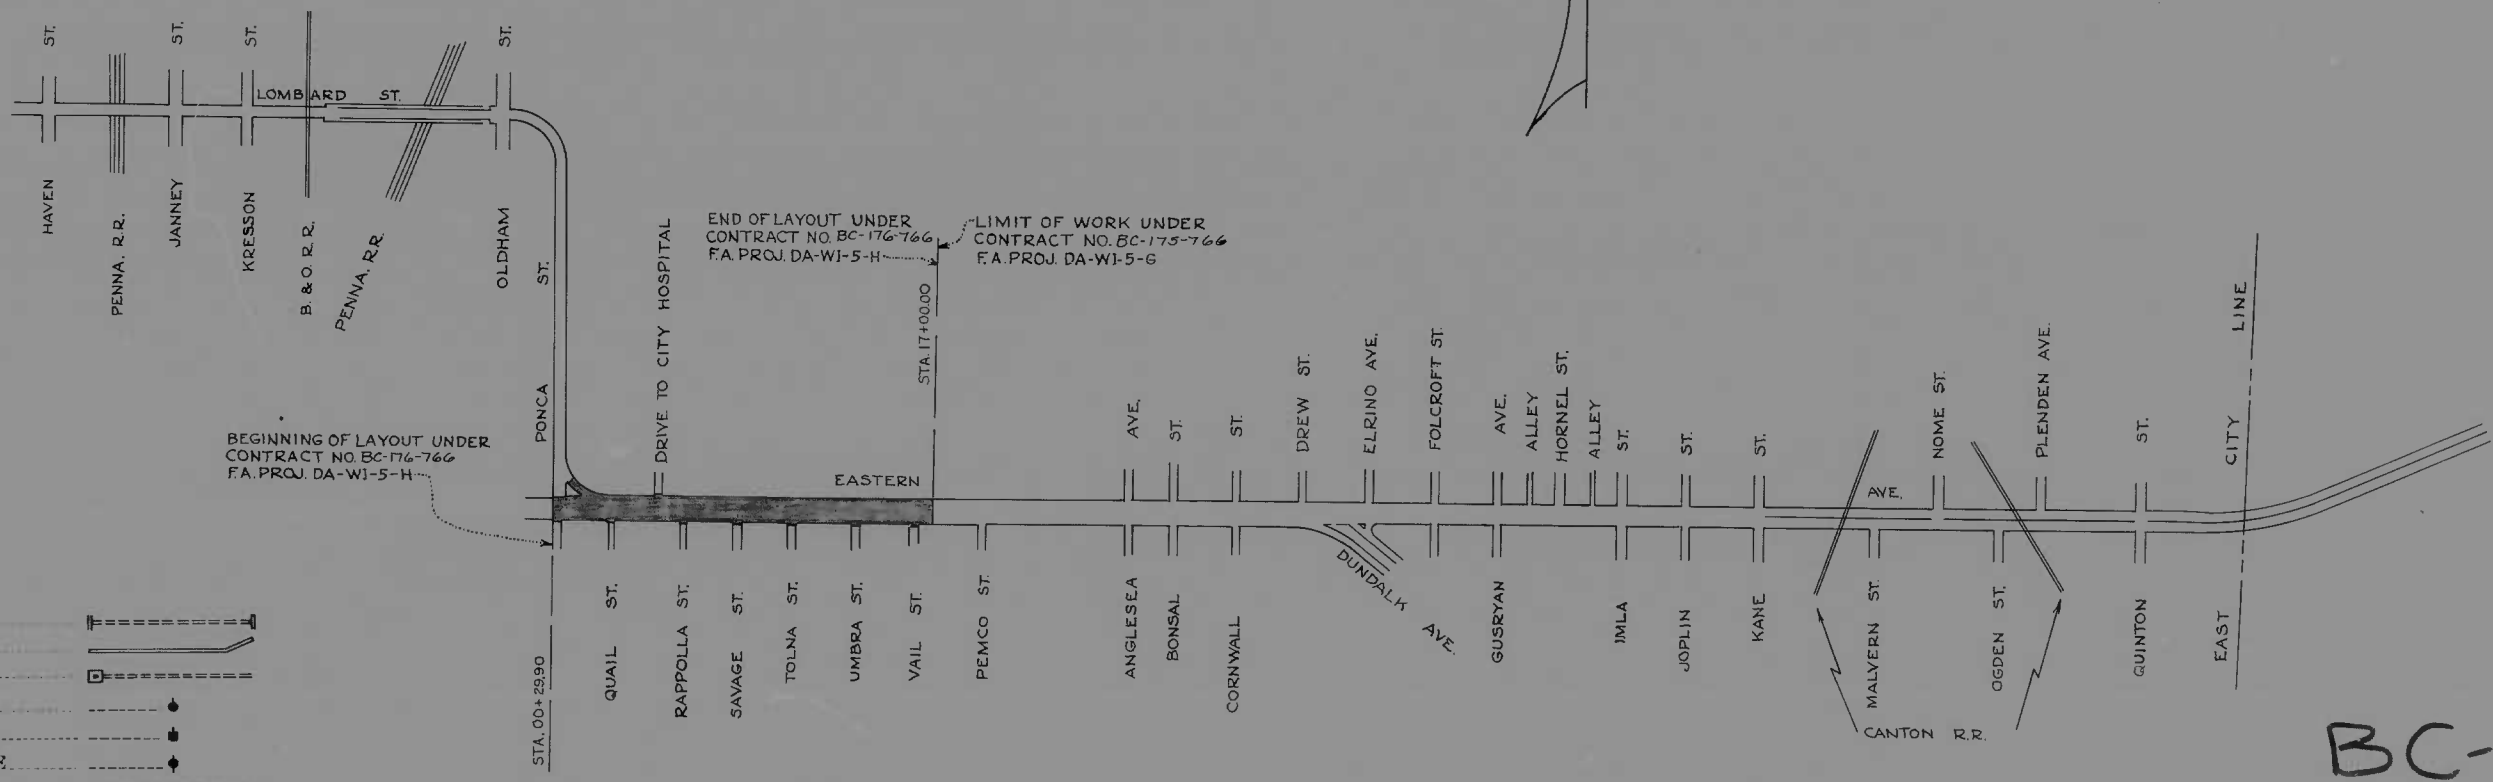 HAVEN ST.
PENNA. R.R.
JANNEY ST.
KRESSON ST.
LOMBARD ST.
B. & O. R. R.
PENNA. R.R.
OLDHAM ST.
PONCA ST.
DRIVE TO CITY HOSPITAL
END OF LAYOUT UNDER
CONTRACT NO. BC-176-766
F.A. PROJ. DA-WI-5-H
LIMIT OF WORK UNDER
CONTRACT NO. BC-175-766
F.A. PROJ. DA-WI-5-G
STA. 17+00.00
BEGINNING OF LAYOUT UNDER
CONTRACT NO. BC-176-766
F.A. PROJ. DA-WI-5-H
STA. 00+29.90
EASTERN AVE.
QUAIL ST.
RAPPOLLA ST.
SAVAGE ST.
TOLNA ST.
UMBRA ST.
VAIL ST.
PEMCO ST.
ANGLESEA AVE.
BONSAL ST.
CORNWALL ST.
DREW ST.
ELRINO AVE.
DUNDALK AVE.
FOLCROFT ST.
GUSRYAN AVE.
ALLEY
HORNEL ST.
ALLEY
IMLA ST.
JOPLIN ST.
KANE ST.
MALVERN ST.
NOME ST.
OGDEN ST.
PLENDEN AVE.
QUINTON ST.
EAST CITY LINE
CANTON R.R.
BC-